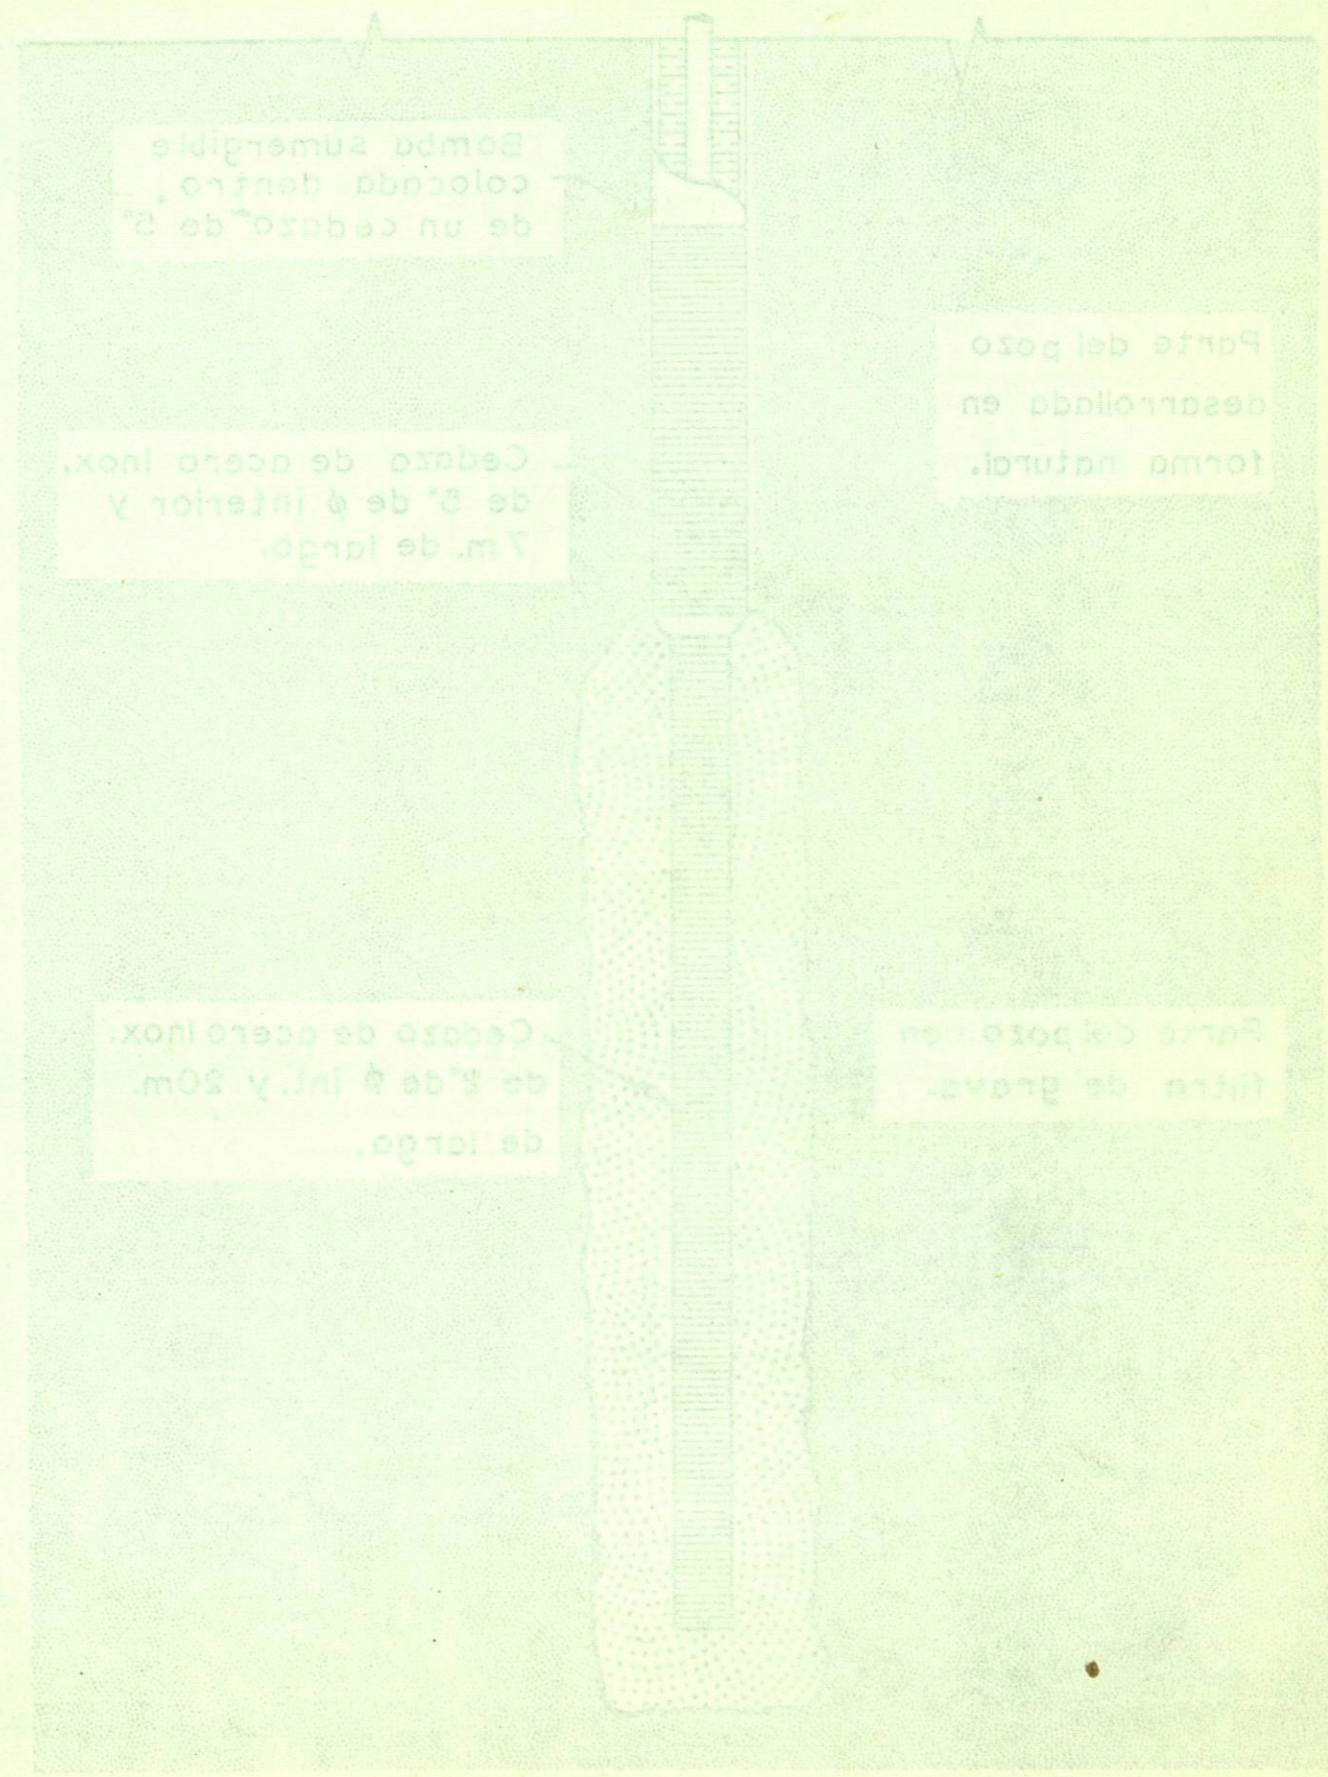 Bomba sumergible
colocada dentro
de un cedazo de 5"
Parte del pozo
desarrollada en
forma natural.
Cedazo de acero inox.
de 5" de ϕ interior y
7 m. de largo.
Cedazo de acero inox.
de 2" de ϕ int. y 20m.
de largo.
Parte del pozo con
filtro de grava.